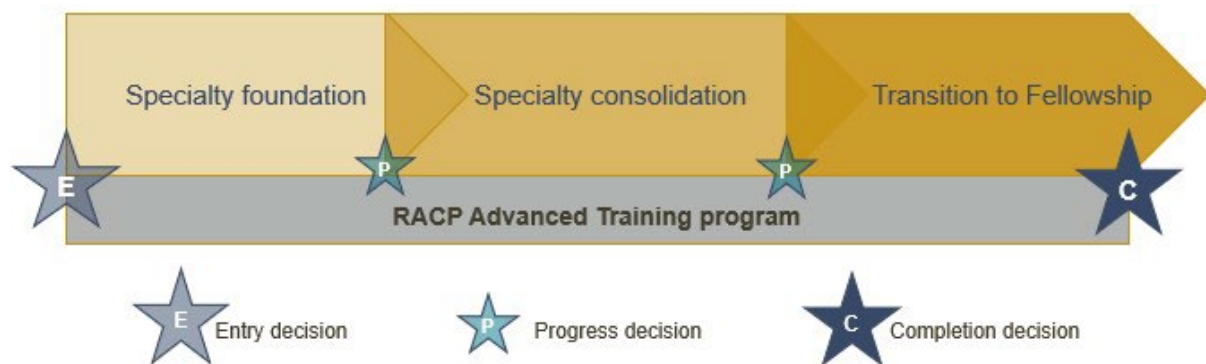 Specialty foundation
Specialty consolidation
Transition to Fellowship
E
P
P
C
RACP Advanced Training program
E Entry decision
P Progress decision
C Completion decision